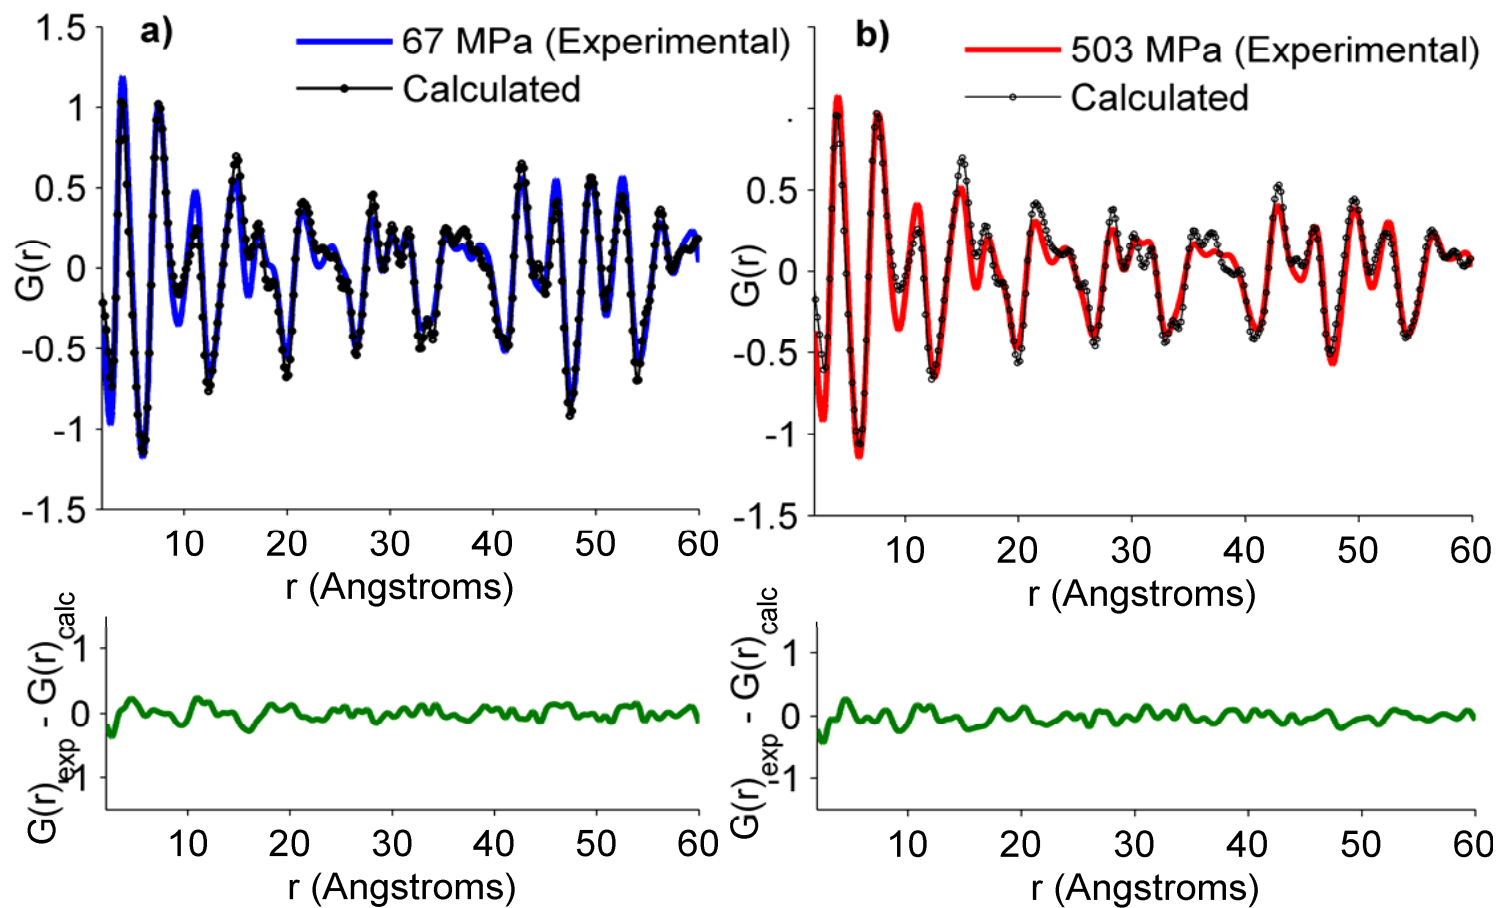 a)
67 MPa (Experimental)
Calculated
1.5
1
0.5
0
-0.5
-1
-1.5
G(r)
10 20 30 40 50 60
r (Angstroms)
b)
503 MPa (Experimental)
Calculated
0.5
0
-0.5
-1
-1.5
G(r)
10 20 30 40 50 60
r (Angstroms)
G(r)exp - G(r)calc
1
0
-1
10 20 30 40 50 60
r (Angstroms)
G(r)exp - G(r)calc
1
0
-1
10 20 30 40 50 60
r (Angstroms)